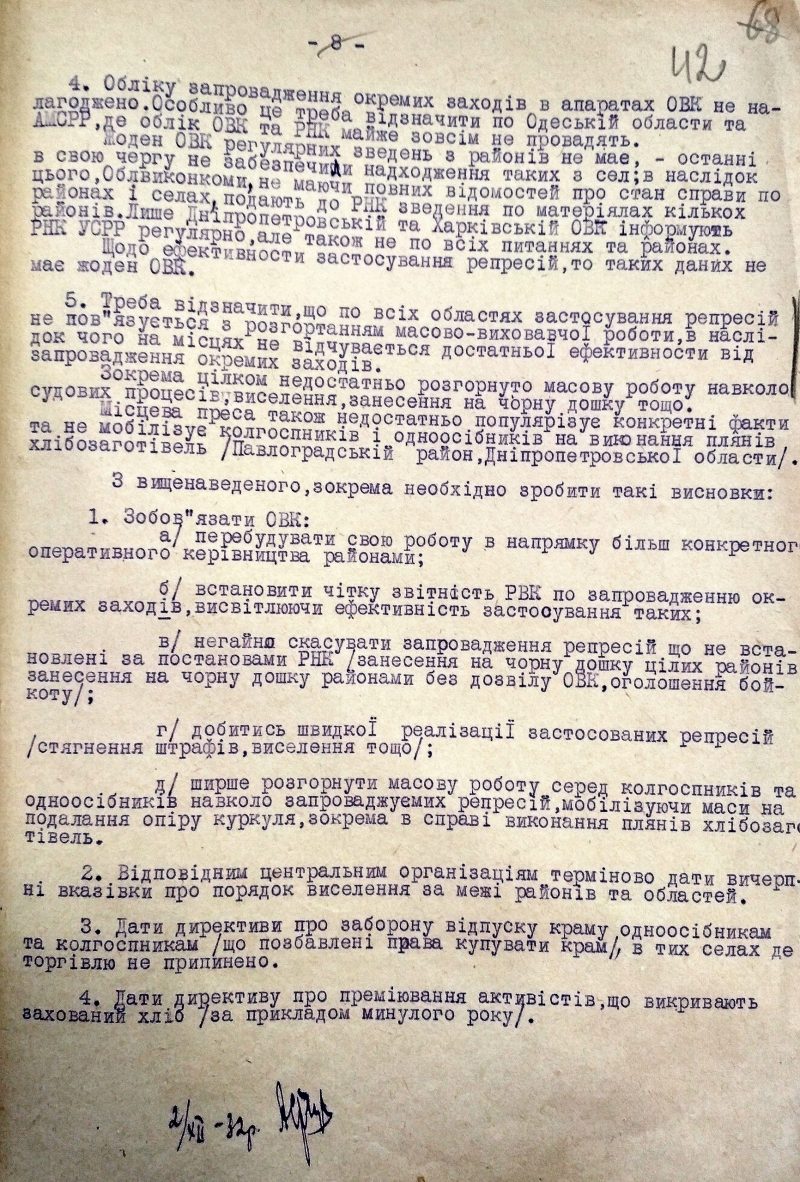 - 8 -
68
42
4. Обліку запровадження окремих заходів в апаратах ОВК не на-
лагоджено.Особливо це треба відзначити по Одеській області та
АМСРР,де облік ОВК та РПК майже зовсім не провадять.
Жоден ОВК регулярних зведень з районів не має, - останні
в свою чергу не забезпечили надходження таких з сел;в наслідок
цього,Облвиконкоми,не маючи повних відомостей про стан справи по
районах і селах,подають до РНК зведення по матеріялах кількох
районів.Лише Дніпропетровській та Харківській ОВК інформують
РНК УСРР регулярно,але також не по всіх питаннях та районах.
Щодо ефективности застосування репресій,то таких даних не
має жоден ОВК.
5. Треба відзначити,що по всіх областях застосування репресій
не пов"язується з розгортанням масово-виховавчої роботи,в наслі-
док чого на місцях не відчувається достатньої ефективности від
запровадження окремих заходів.
Зокрема цілком недостатньо розгорнуто масову роботу навколо
судових процесів,виселення,занесення на чорну дошку тощо.
Місцева преса також недостатньо популярізує конкретні факти
та не мобілізує колгоспників і одноосібників на виконання плянів
хлібозаготівель /Павлоградській район,Дніпропетровської области/.
З вищенаведеного,зокрема необхідно зробити такі висновки:
1. Зобов"язати ОВК:
а/ перебудувати свою роботу в напрямку більш конкретного
оперативного керівництва районами;
б/ встановити чітку звітність РВК по запровадженню ок-
ремих заходів,висвітлюючи ефективність застосування таких;
в/ негайно скасувати запровадження репресій що не вста-
новлені за постановами РНК /занесення на чорну дошку цілих районів
занесення на чорну дошку районами без дозвілу ОВК,оголошення бой-
коту/;
г/ добитись швидкої реалізації застосованих репресій
/стягнення штрафів,виселення тощо/;
д/ ширше розгорнути масову роботу серед колгоспників та
одноосібників навколо запроваджуємих репресій,мобілізуючи маси на
подалання опіру куркуля,зокрема в справі виконання плянів хлібозаго
тівель.
2. Відповідним центральним організаціям терміново дати вичерп-
ні вказівки про порядок виселення за межі районів та областей.
3. Дати директиви про заборону відпуску краму одноосібникам
та колгоспникам /що позбавлені права купувати крам/, в тих селах де
торгівлю не припинено.
4. Дати директиву про преміювання активістів,що викривають
захований хліб /за прикладом минулого року/.
2/XII -32р.